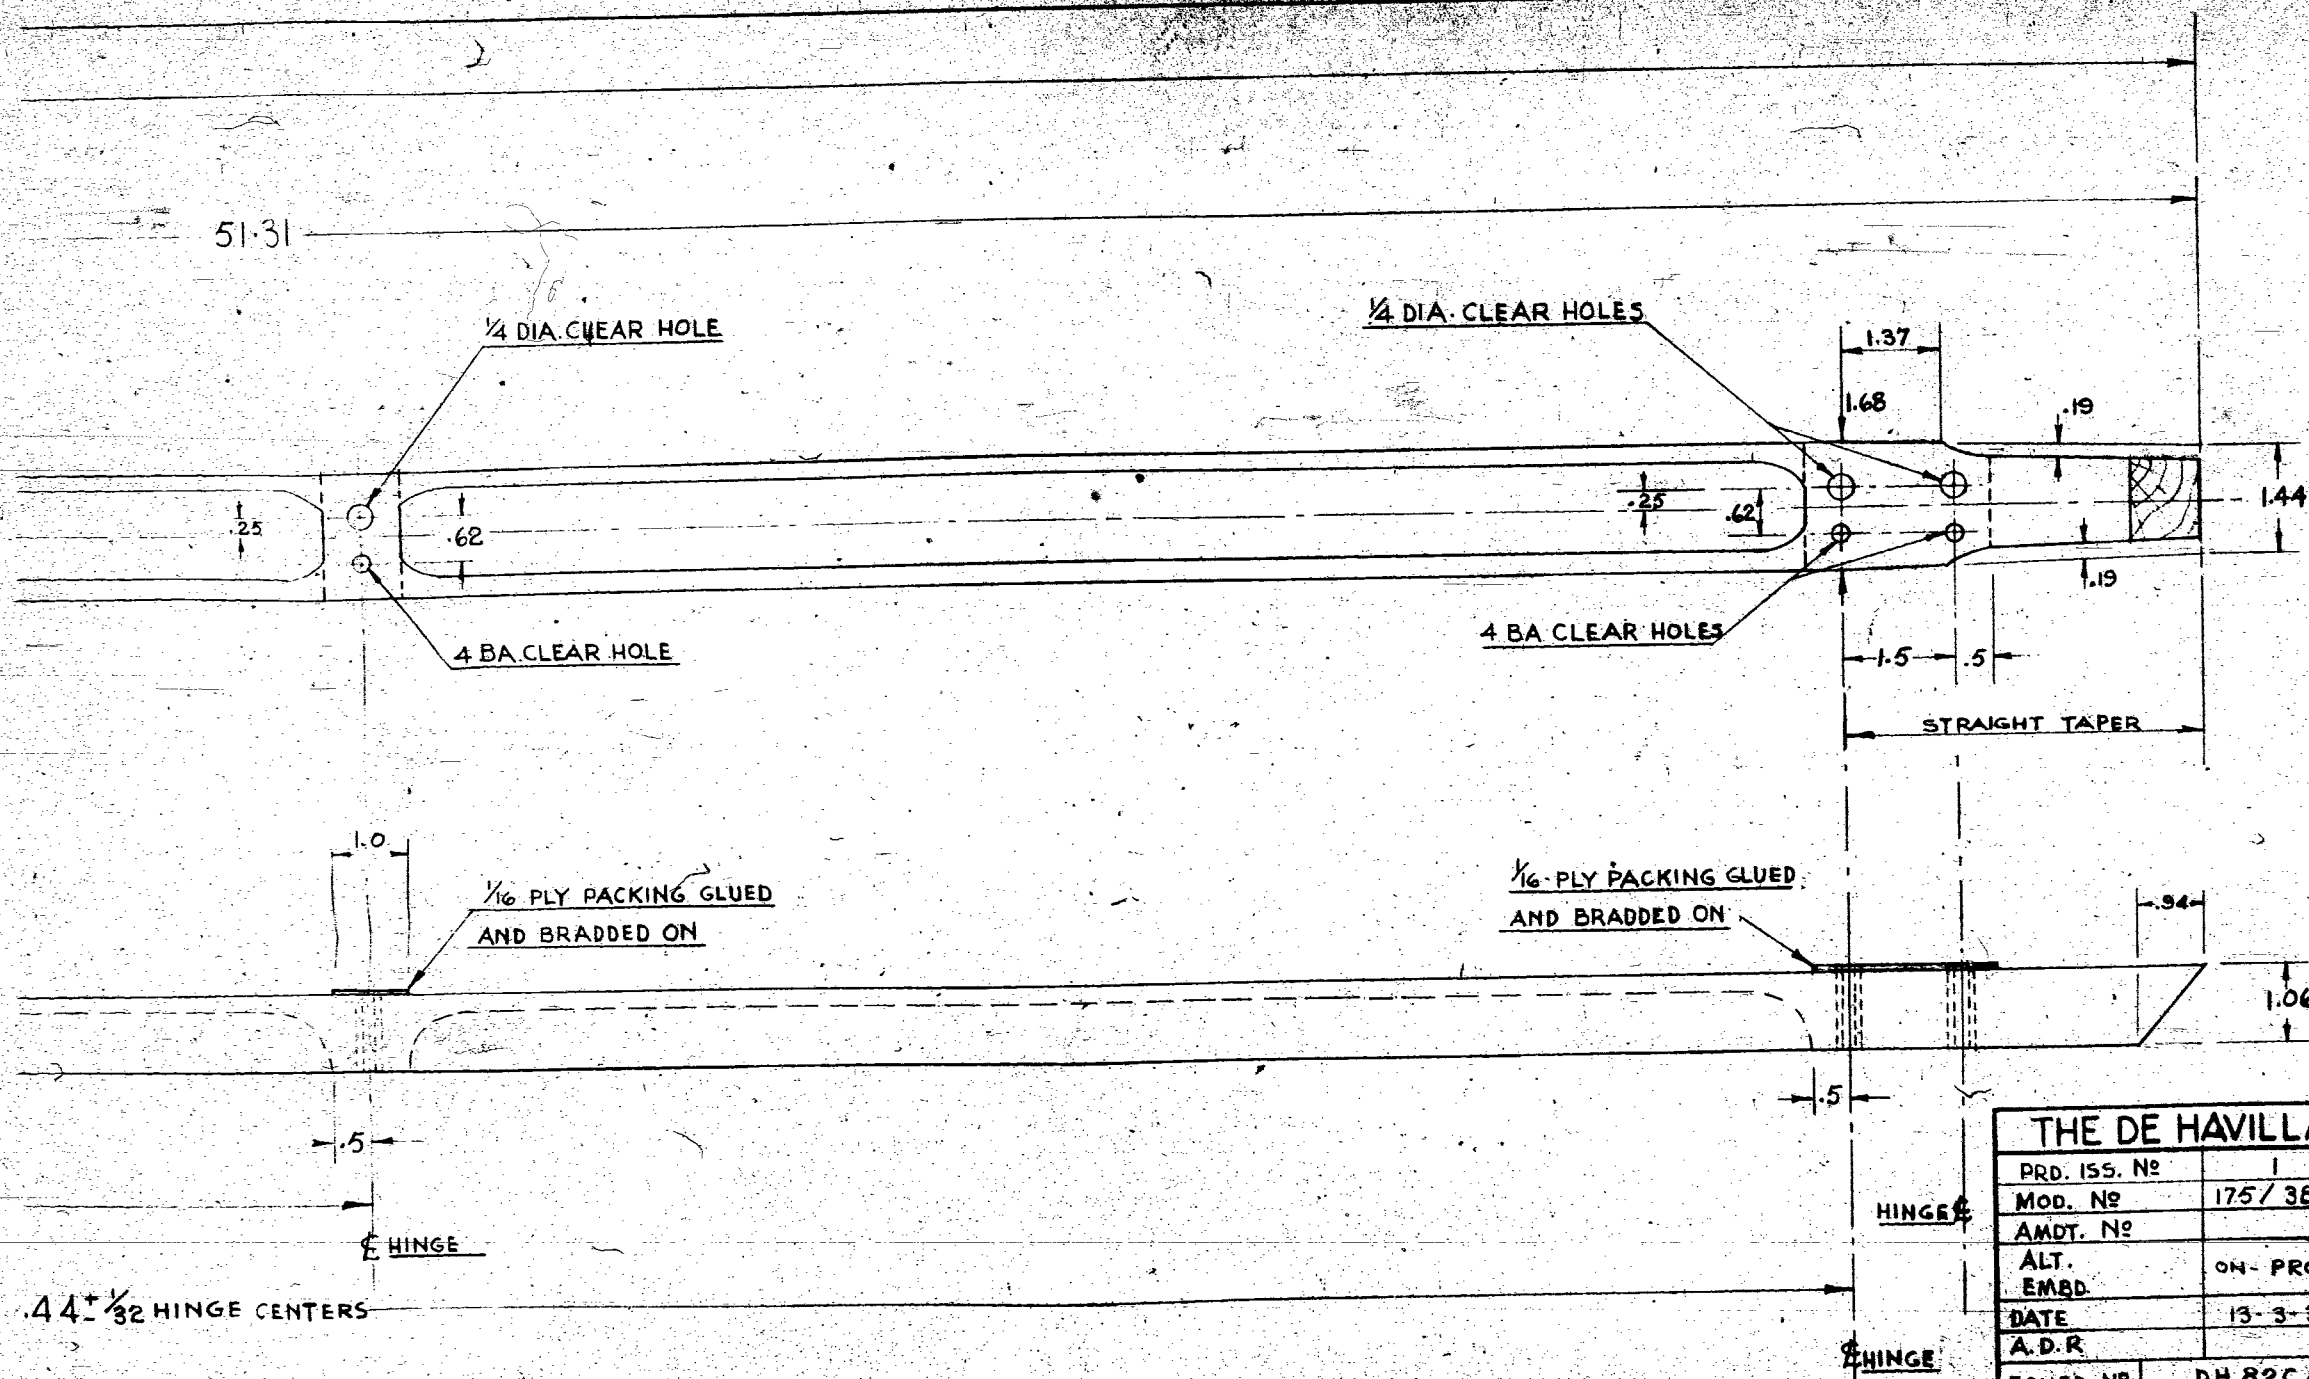 51.31
1/4 DIA. CLEAR HOLE
1/4 DIA. CLEAR HOLES
1.37
1.68
.19
.25
.62
.25
.62
1.44
.19
4 BA. CLEAR HOLE
4 BA CLEAR HOLES
1.5
.5
STRAIGHT TAPER
1.0
1/16 PLY PACKING GLUED
AND BRADDED ON
1/16 PLY PACKING GLUED
AND BRADDED ON
.94
1.06
.5
.5
℄ HINGE
HINGE ℄
.44 ± 1/32 HINGE CENTERS
℄ HINGE
THE DE
PRD. ISS. Nº 1
MOD. Nº 175/
AMDT. Nº
ALT. ON-
EMBD.
DATE 13-3-
A.D.R